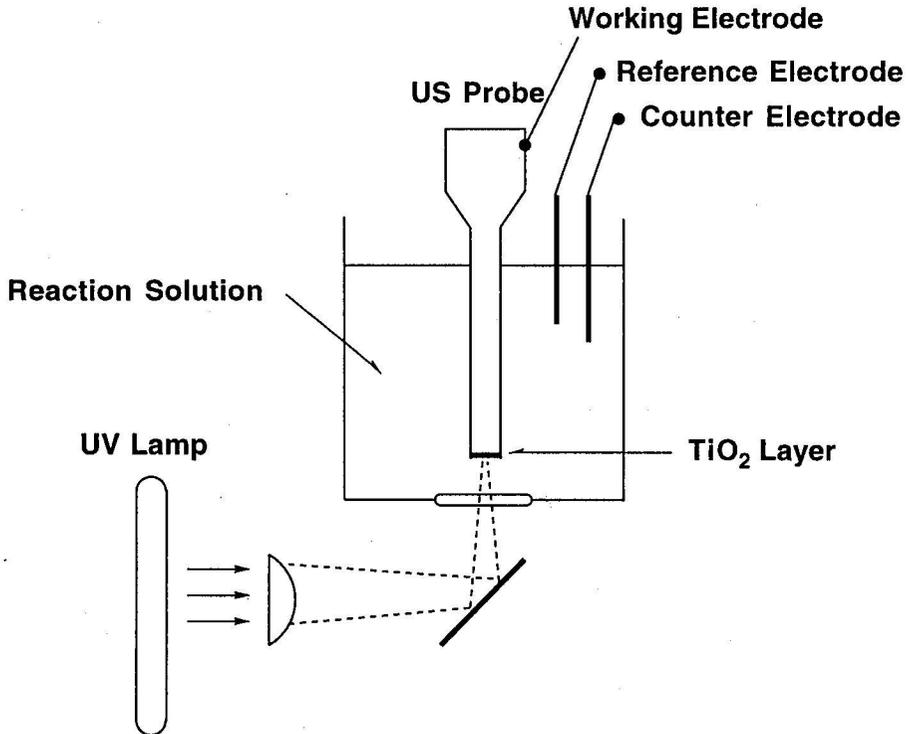 Working Electrode
Reference Electrode
US Probe
Counter Electrode
Reaction Solution
UV Lamp
TiO₂ Layer